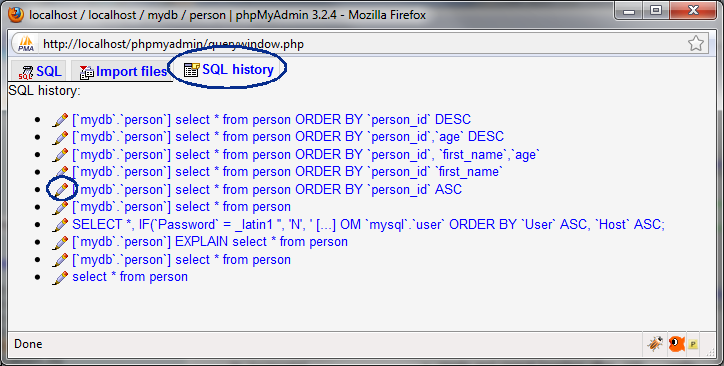 localhost / localhost / mydb / person | phpMyAdmin 3.2.4 - Mozilla Firefox
PMA http://localhost/phpmyadmin/querywindow.php
SQL Import files SQL history
SQL history:
[`mydb`.`person`] select * from person ORDER BY `person_id` DESC
[`mydb`.`person`] select * from person ORDER BY `person_id`,`age` DESC
[`mydb`.`person`] select * from person ORDER BY `person_id`, `first_name`,`age`
[`mydb`.`person`] select * from person ORDER BY `person_id` `first_name`
[`mydb`.`person`] select * from person ORDER BY `person_id` ASC
[`mydb`.`person`] select * from person
SELECT *, IF(`Password` = _latin1 '', 'N', ' [...] OM `mysql`.`user` ORDER BY `User` ASC, `Host` ASC;
[`mydb`.`person`] EXPLAIN select * from person
[`mydb`.`person`] select * from person
select * from person
Done